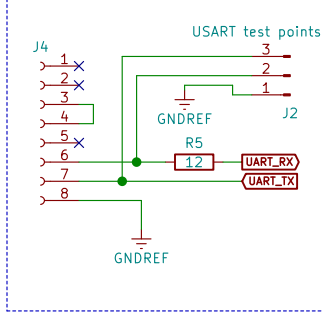 USART test points
J4
1
2
3
4
5
6
7
8
3
2
1
J2
GNDREF
R5
12
UART_RX
UART_TX
GNDREF